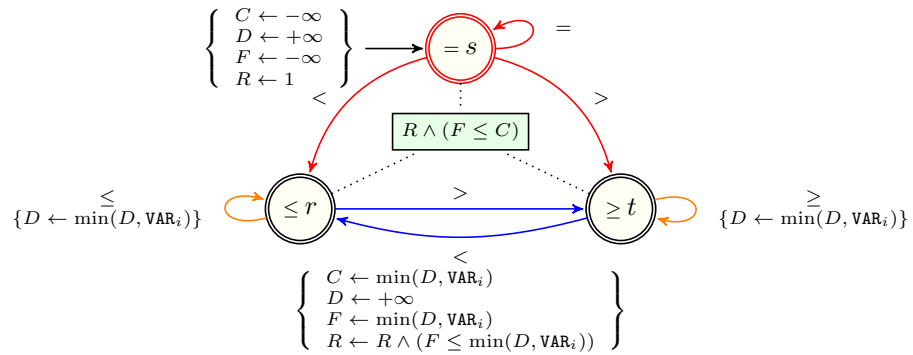 C ← −∞
D ← +∞
F ← −∞
R ← 1
= s
=
<
>
R ∧ (F ≤ C)
≤
{D ← min(D, VAR_i)}
≤ r
>
≥ t
≥
{D ← min(D, VAR_i)}
<
C ← min(D, VAR_i)
D ← +∞
F ← min(D, VAR_i)
R ← R ∧ (F ≤ min(D, VAR_i))